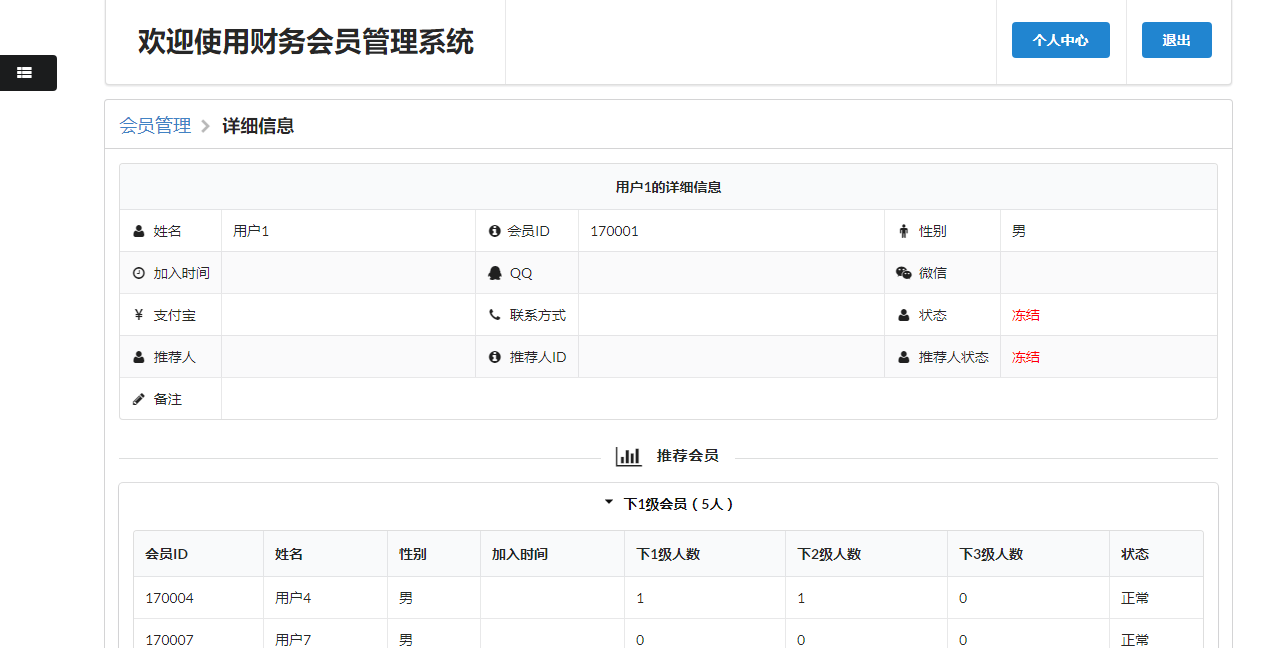 欢迎使用财务会员管理系统
个人中心
退出
会员管理 > 详细信息
用户1的详细信息
姓名 用户1 会员ID 170001 性别 男
加入时间 QQ 微信
支付宝 联系方式 状态 冻结
推荐人 推荐人ID 推荐人状态 冻结
备注
推荐会员
下1级会员（5人）
会员ID 姓名 性别 加入时间 下1级人数 下2级人数 下3级人数 状态
170004 用户4 男 1 1 0 正常
170007 用户7 男 0 0 0 正常